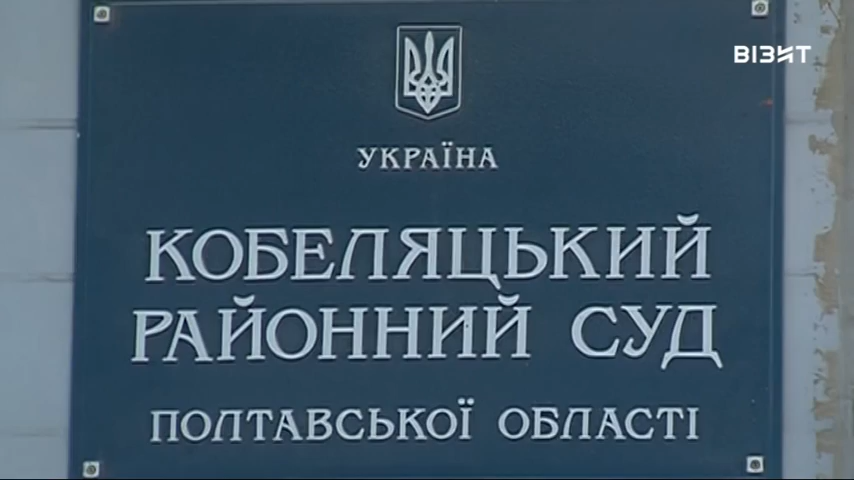 ВІЗИТ
УКРАЇНА
КОБЕЛЯЦЬКИЙ
РАЙОННИЙ СУД
ПОЛТАВСЬКОЇ ОБЛАСТІ